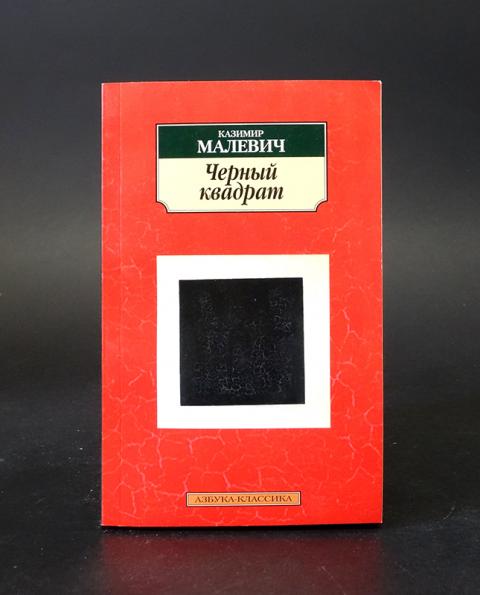 КАЗИМИР
МАЛЕВИЧ
Черный
квадрат
АЗБУКА-КЛАССИКА